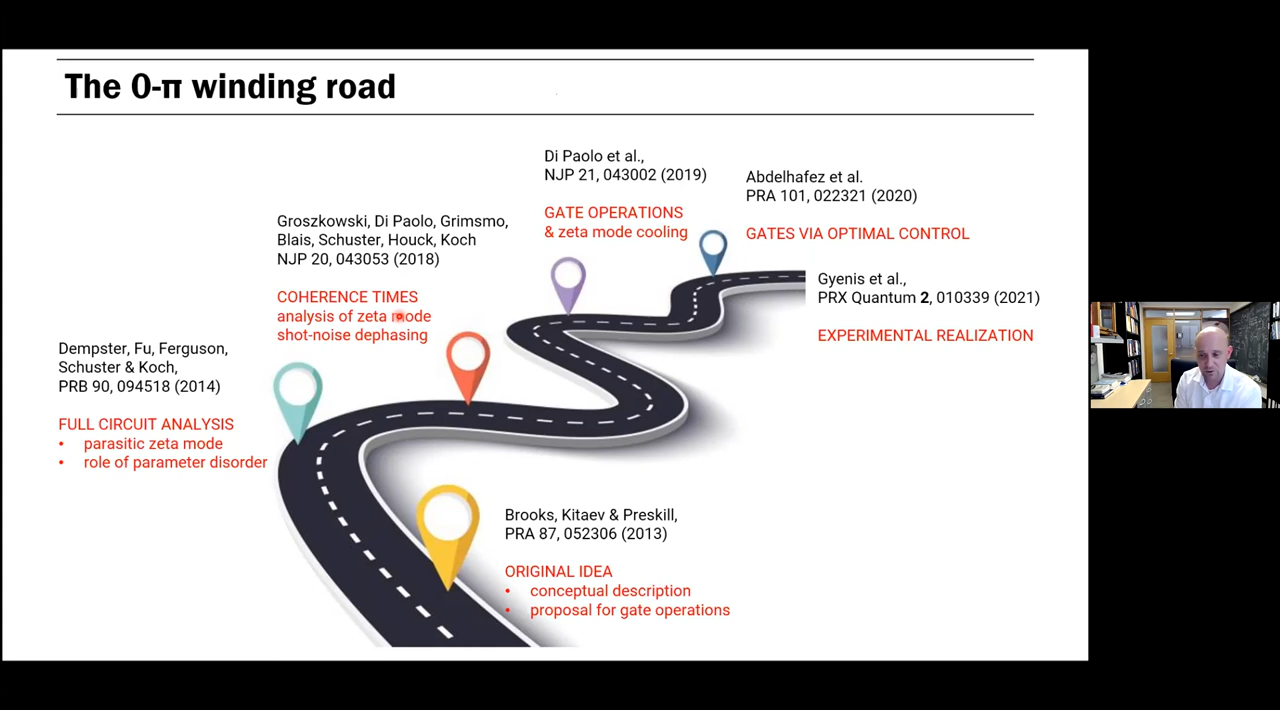 The 0-π winding road
Di Paolo et al.,
NJP 21, 043002 (2019)
GATE OPERATIONS
& zeta mode cooling
Abdelhafez et al.
PRA 101, 022321 (2020)
GATES VIA OPTIMAL CONTROL
Groszkowski, Di Paolo, Grimsmo,
Blais, Schuster, Houck, Koch
NJP 20, 043053 (2018)
COHERENCE TIMES
analysis of zeta mode
shot-noise dephasing
Gyenis et al.,
PRX Quantum 2, 010339 (2021)
EXPERIMENTAL REALIZATION
Dempster, Fu, Ferguson,
Schuster & Koch,
PRB 90, 094518 (2014)
FULL CIRCUIT ANALYSIS
• parasitic zeta mode
• role of parameter disorder
Brooks, Kitaev & Preskill,
PRA 87, 052306 (2013)
ORIGINAL IDEA
• conceptual description
• proposal for gate operations